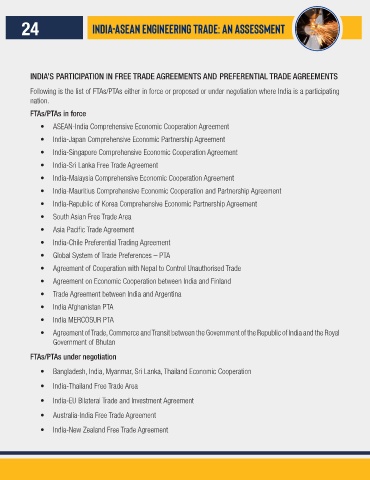 24
INDIA-ASEAN ENGINEERING TRADE: AN ASSESSMENT
INDIA'S PARTICIPATION IN FREE TRADE AGREEMENTS AND PREFERENTIAL TRADE AGREEMENTS
Following is the list of FTAs/PTAs either in force or proposed or under negotiation where India is a participating
nation.
FTAs/PTAs in force
• ASEAN-India Comprehensive Economic Cooperation Agreement
• India-Japan Comprehensive Economic Partnership Agreement
• India-Singapore Comprehensive Economic Cooperation Agreement
• India-Sri Lanka Free Trade Agreement
• India-Malaysia Comprehensive Economic Cooperation Agreement
• India-Mauritius Comprehensive Economic Cooperation and Partnership Agreement
• India-Republic of Korea Comprehensive Economic Partnership Agreement
• South Asian Free Trade Area
• Asia Pacific Trade Agreement
• India-Chile Preferential Trading Agreement
• Global System of Trade Preferences – PTA
• Agreement of Cooperation with Nepal to Control Unauthorised Trade
• Agreement on Economic Cooperation between India and Finland
• Trade Agreement between India and Argentina
• India Afghanistan PTA
• India MERCOSUR PTA
• Agreement of Trade, Commerce and Transit between the Government of the Republic of India and the Royal
Government of Bhutan
FTAs/PTAs under negotiation
• Bangladesh, India, Myanmar, Sri Lanka, Thailand Economic Cooperation
• India-Thailand Free Trade Area
• India-EU Bilateral Trade and Investment Agreement
• Australia-India Free Trade Agreement
• India-New Zealand Free Trade Agreement